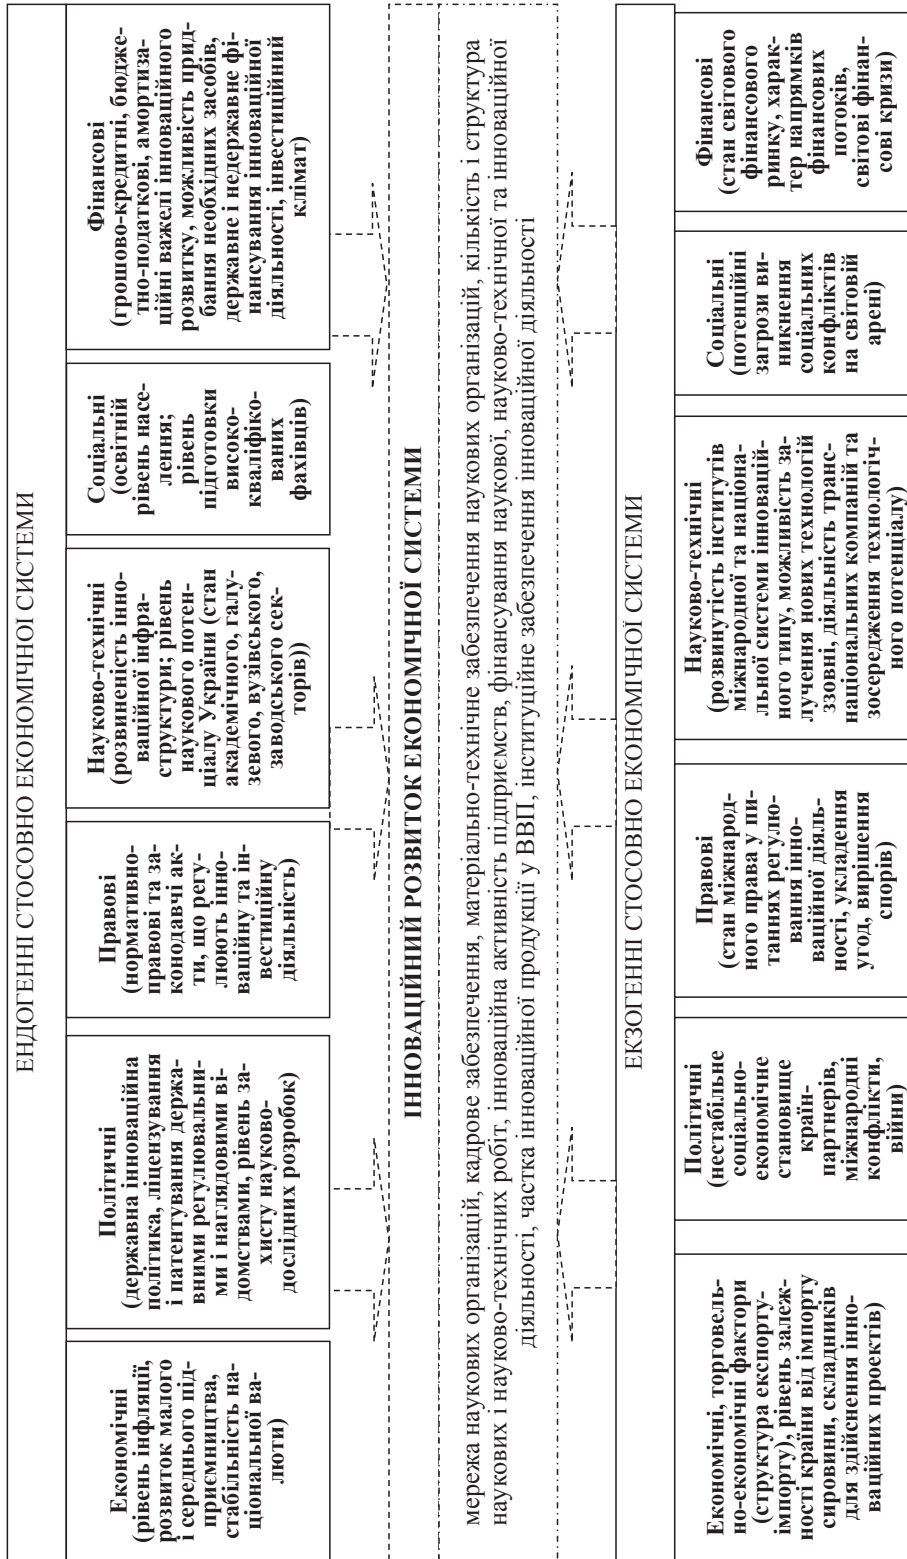 ЕНДОГЕННІ СТОСОВНО ЕКОНОМІЧНОЇ СИСТЕМИ
Економічні
(рівень інфляції,
розвиток малого
і середнього під-
приємництва,
стабільність на-
ціональної ва-
люти)
Політичні
(державна інноваційна
політика, ліцензування
і патентування держа-
вними регулювальни-
ми і наглядовими ві-
домствами, рівень за-
хисту науково-
дослідних розробок)
Правові
(нормативно-
правові та за-
конодавчі ак-
ти, що регу-
люють інно-
ваційну та ін-
вестиційну
діяльність)
Науково-технічні
(розвиненість інно-
ваційної інфра-
структури; рівень
наукового потен-
ціалу України (стан
академічного, галу-
зевого, вузівського,
заводського сек-
торів))
Соціальні
(освітній
рівень насе-
лення;
рівень
підготовки
високо-
кваліфіко-
ваних
фахівців)
Фінансові
(грошово-кредитні, бюдже-
тно-податкові, амортиза-
ційні важелі інноваційного
розвитку, можливість прид-
бання необхідних засобів,
державне і недержавне фі-
нансування інноваційної
діяльності, інвестиційний
клімат)
ІННОВАЦІЙНИЙ РОЗВИТОК ЕКОНОМІЧНОЇ СИСТЕМИ
мережа наукових організацій, кадрове забезпечення, матеріально-технічне забезпечення наукових організацій, кількість і структура
наукових і науково-технічних робіт, інноваційна активність підприємств, фінансування наукової, науково-технічної та інноваційної
діяльності, частка інноваційної продукції у ВВП, інституційне забезпечення інноваційної діяльності
ЕКЗОГЕННІ СТОСОВНО ЕКОНОМІЧНОЇ СИСТЕМИ
Економічні, торговель-
но-економічні фактори
(структура експорту-
імпорту), рівень залеж-
ності країни від імпорту
сировини, складників
для здійснення інно-
ваційних проектів)
Політичні
(нестабільне
соціально-
економічне
становище
країн-
партнерів,
міжнародні
конфлікти,
війни)
Правові
(стан міжнарод-
ного права у пи-
таннях регулю-
вання інно-
ваційної діяль-
ності, укладення
угод, вирішення
спорів)
Науково-технічні
(розвинутість інститутів
міжнародної та націона-
льної системи інновацій-
ного типу, можливість за-
лучення нових технологій
ззовні, діяльність транс-
національних компаній та
зосередження технологіч-
ного потенціалу)
Соціальні
(потенційні
загрози ви-
никнення
соціальних
конфліктів
на світовій
арені)
Фінансові
(стан світового
фінансового
ринку, харак-
тер напрямків
фінансових
потоків,
світові фінан-
сові кризи)